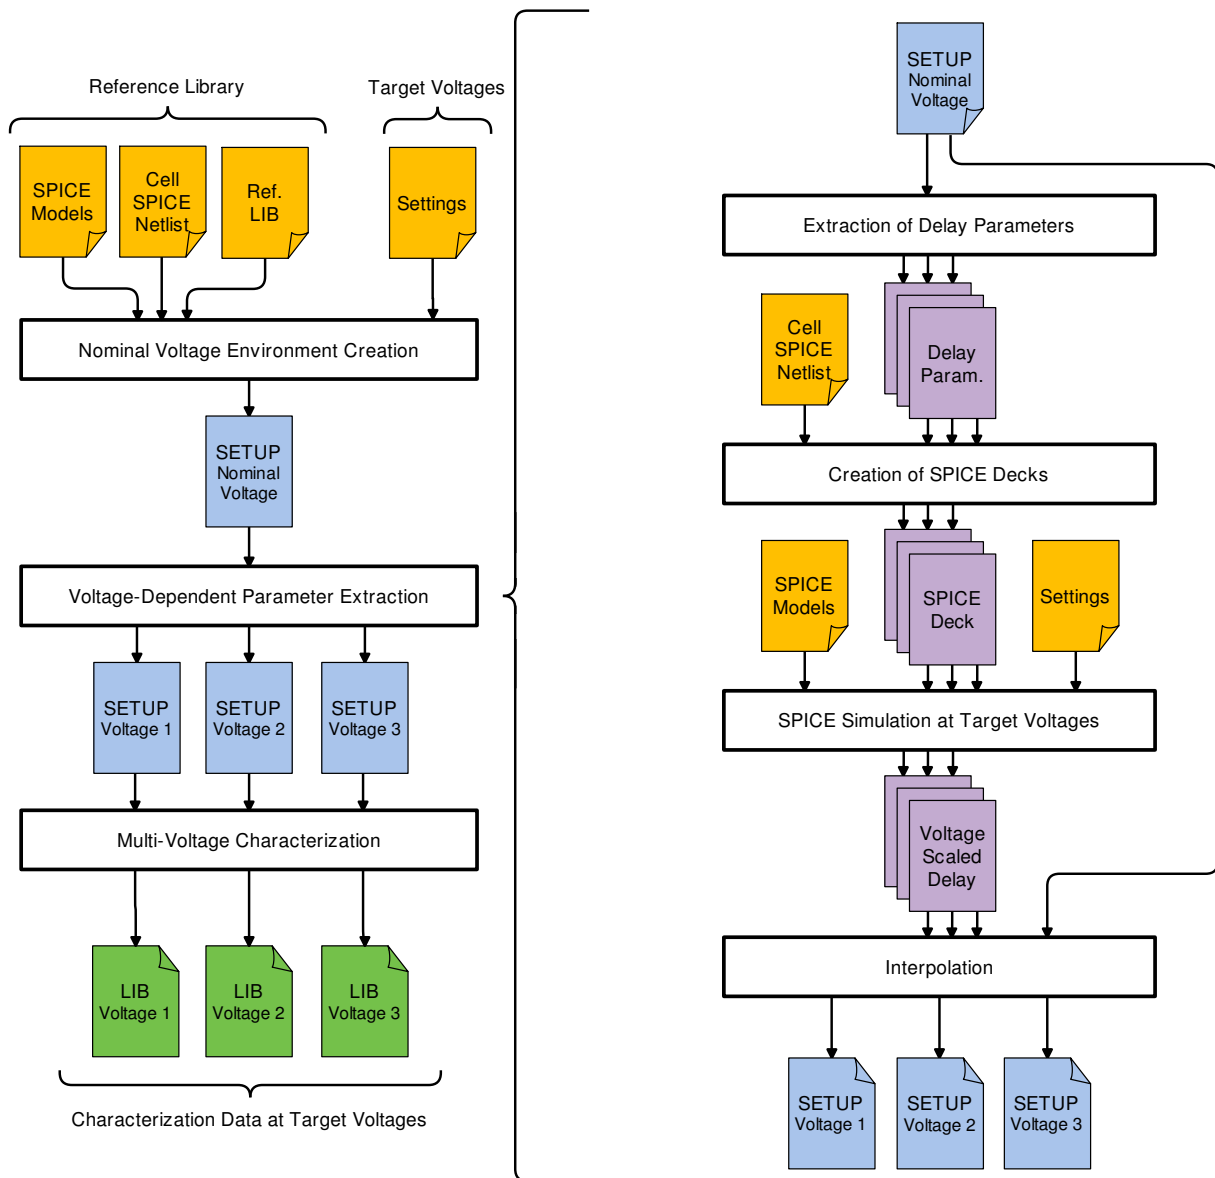 Reference Library
Target Voltages
SPICE
Models
Cell
SPICE
Netlist
Ref.
LIB
Settings
Nominal Voltage Environment Creation
SETUP
Nominal
Voltage
Voltage-Dependent Parameter Extraction
SETUP
Voltage 1
SETUP
Voltage 2
SETUP
Voltage 3
Multi-Voltage Characterization
LIB
Voltage 1
LIB
Voltage 2
LIB
Voltage 3
Characterization Data at Target Voltages
SETUP
Nominal
Voltage
Extraction of Delay Parameters
Cell
SPICE
Netlist
Delay
Param.
Creation of SPICE Decks
SPICE
Models
SPICE
Deck
Settings
SPICE Simulation at Target Voltages
Voltage
Scaled
Delay
Interpolation
SETUP
Voltage 1
SETUP
Voltage 2
SETUP
Voltage 3